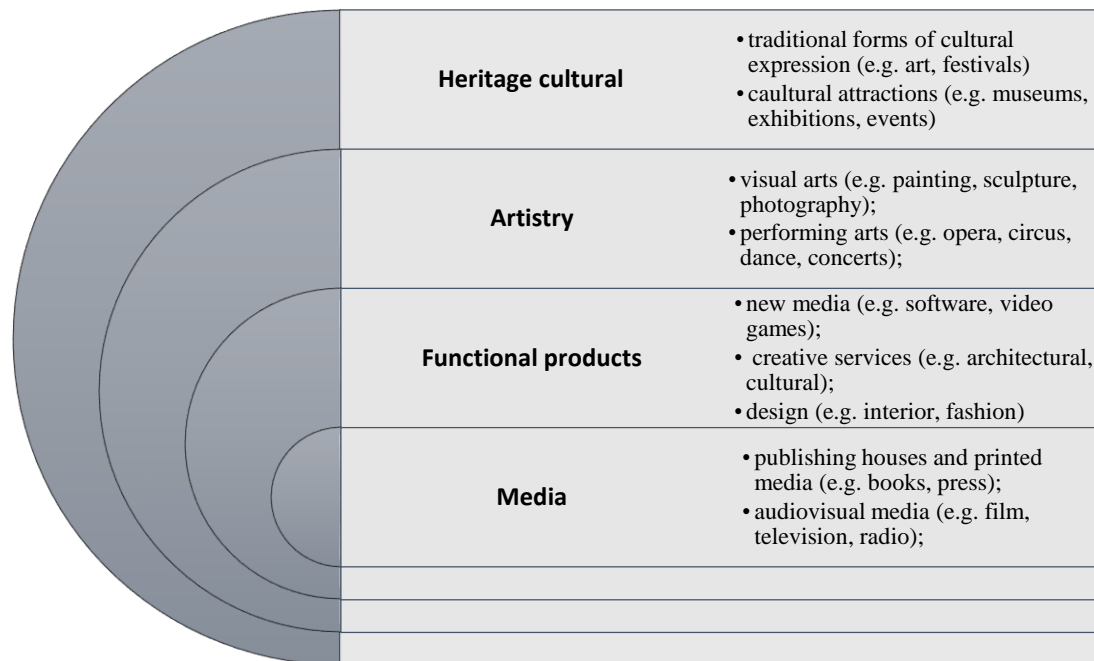 Heritage cultural
• traditional forms of cultural
expression (e.g. art, festivals)
• caultural attractions (e.g. museums,
exhibitions, events)
Artistry
• visual arts (e.g. painting, sculpture,
photography);
• performing arts (e.g. opera, circus,
dance, concerts);
Functional products
• new media (e.g. software, video
games);
• creative services (e.g. architectural,
cultural);
• design (e.g. interior, fashion)
Media
• publishing houses and printed
media (e.g. books, press);
• audiovisual media (e.g. film,
television, radio);